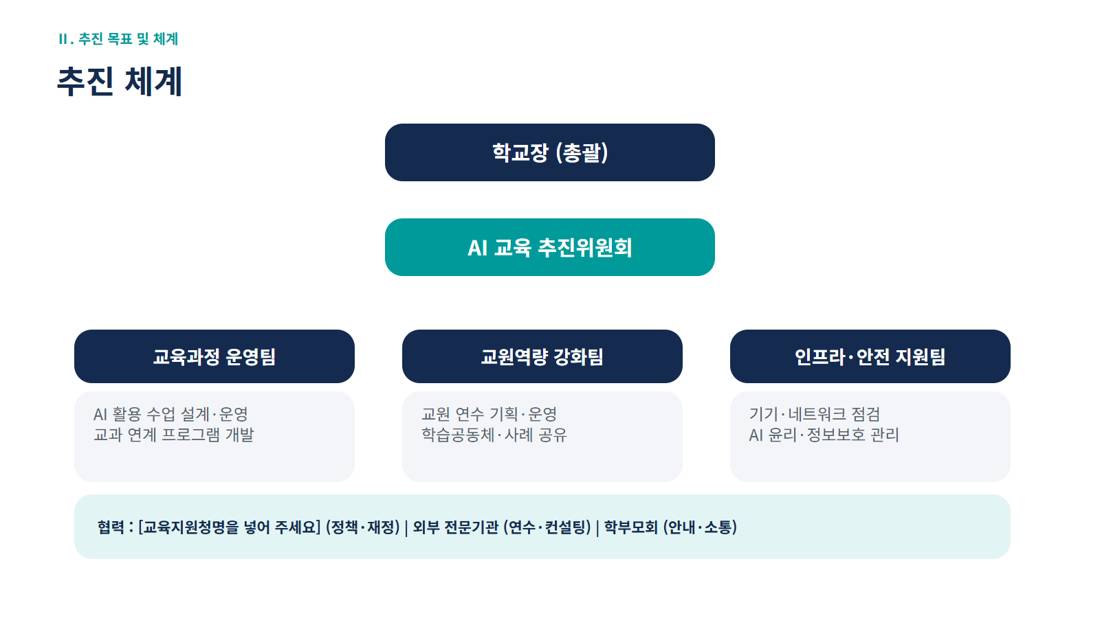 II. 추진 목표 및 체계
추진 체계
학교장 (총괄)
AI 교육 추진위원회
교육과정 운영팀
교원역량 강화팀
인프라·안전 지원팀
AI 활용 수업 설계·운영
교과 연계 프로그램 개발
교원 연수 기획·운영
학습공동체·사례 공유
기기·네트워크 점검
AI 윤리·정보보호 관리
협력 : [교육지원청명을 넣어 주세요] (정책·재정) | 외부 전문기관 (연수·컨설팅) | 학부모회 (안내·소통)